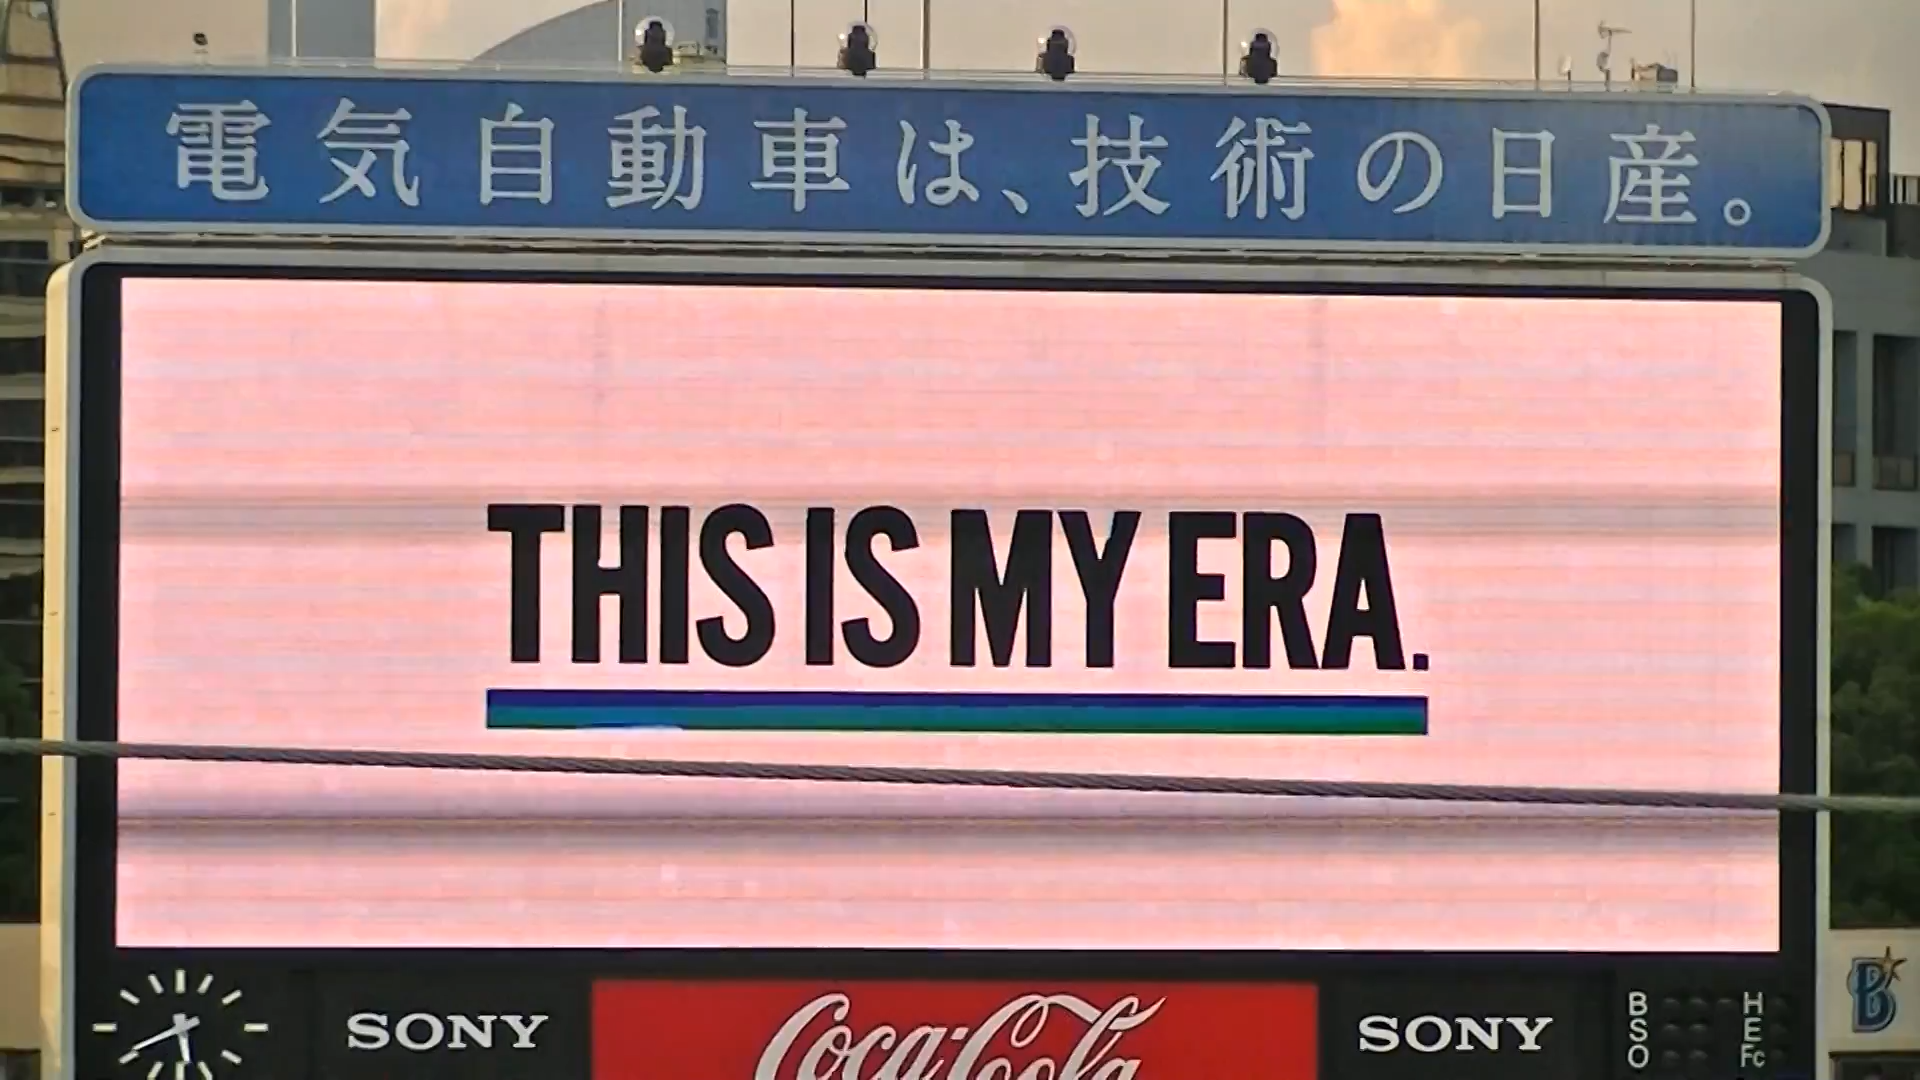 電気自動車は、技術の日産。
THIS IS MY ERA.
SONY
Coca-Cola
SONY
B H
S E
O Fc
B